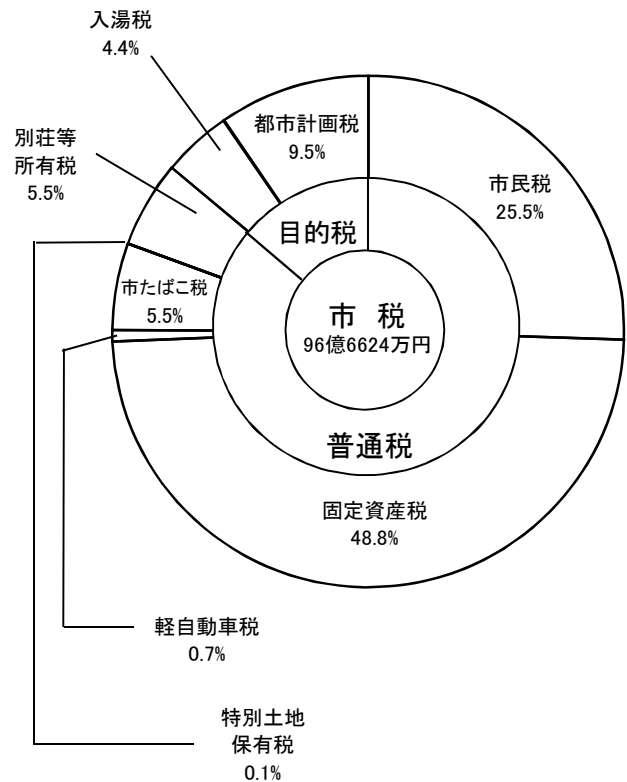 入湯税
4.4%
別荘等
所有税
5.5%
都市計画税
9.5%
市民税
25.5%
目的税
市たばこ税
5.5%
市 税
96億6624万円
普通税
固定資産税
48.8%
軽自動車税
0.7%
特別土地
保有税
0.1%